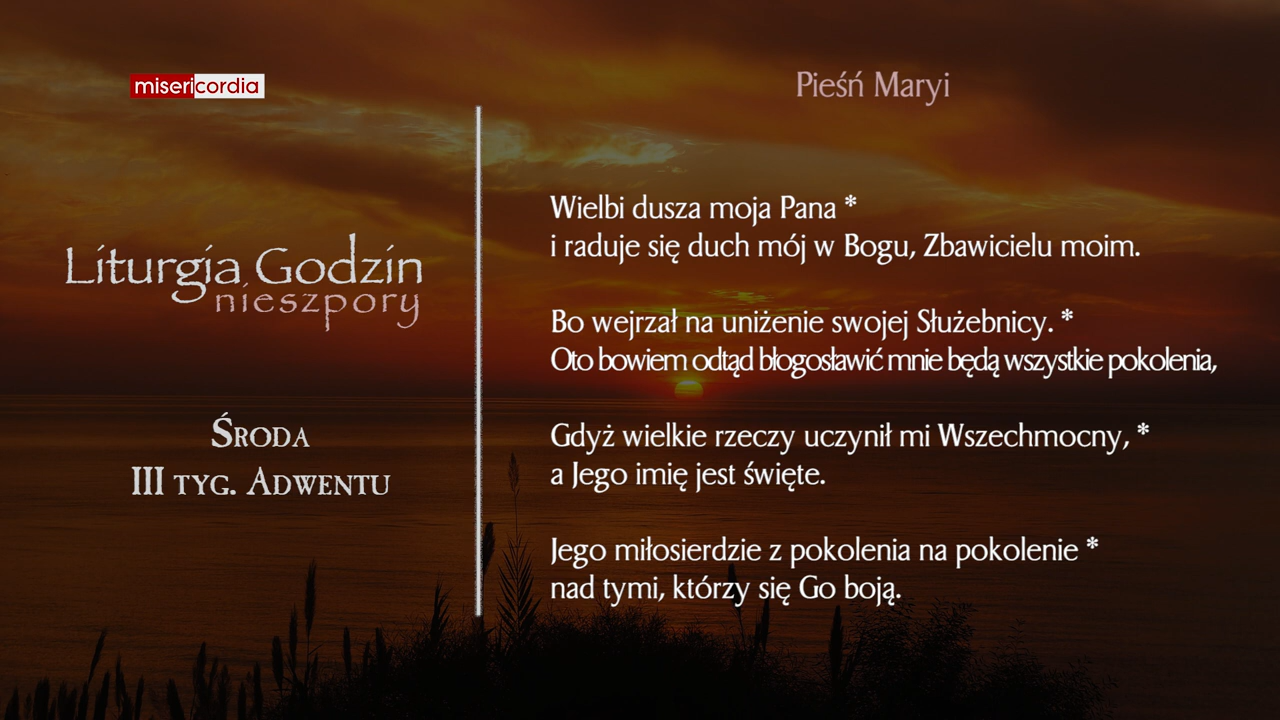 misericordia
Liturgia Godzin
nieszpory
Środa
III tyg. Adwentu
Pieśń Maryi
Wielbi dusza moja Pana *
i raduje się duch mój w Bogu, Zbawicielu moim.
Bo wejrzał na uniżenie swojej Służebnicy. *
Oto bowiem odtąd błogosławić mnie będą wszystkie pokolenia,
Gdyż wielkie rzeczy uczynił mi Wszechmocny, *
a Jego imię jest święte.
Jego miłosierdzie z pokolenia na pokolenie *
nad tymi, którzy się Go boją.